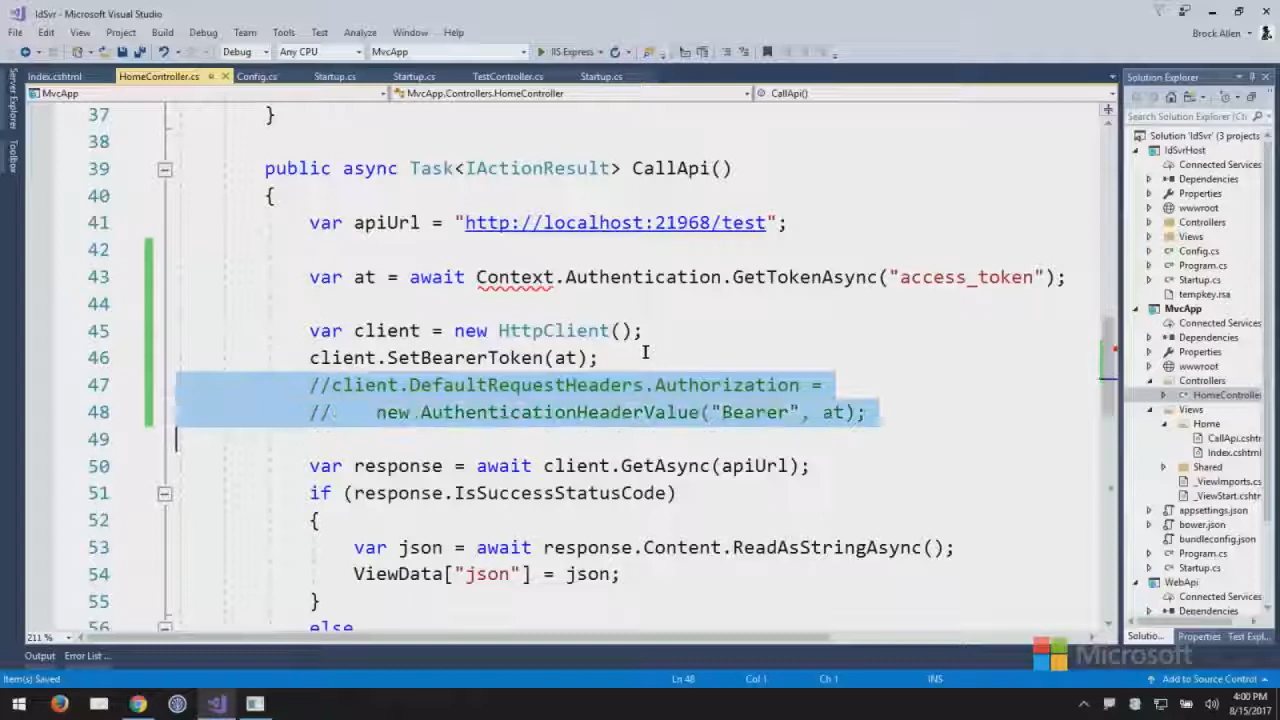 IdSvr - Microsoft Visual Studio
File Edit View Project Build Debug Team Tools Test Analyze Window Help
Brock Allen
Debug Any CPU MvcApp IIS Express
Index.cshtml HomeController.cs Config.cs Startup.cs Startup.cs TestController.cs Startup.cs
MvcApp MvcApp.Controllers.HomeController CallApi()
Server Explorer
Toolbox
37 }
38
39 public async Task<IActionResult> CallApi()
40 {
41 var apiUrl = "http://localhost:21968/test";
42
43 var at = await Context.Authentication.GetTokenAsync("access_token");
44
45 var client = new HttpClient();
46 client.SetBearerToken(at);
47 //client.DefaultRequestHeaders.Authorization =
48 // new AuthenticationHeaderValue("Bearer", at);
49
50 var response = await client.GetAsync(apiUrl);
51 if (response.IsSuccessStatusCode)
52 {
53 var json = await response.Content.ReadAsStringAsync();
54 ViewData["json"] = json;
55 }
56 else
211 %
Solution Explorer
Search Solution Explorer (Ct
Solution 'IdSvr' (3 projects
IdSvrHost
Connected Services
Dependencies
Properties
wwwroot
Controllers
Views
Config.cs
Program.cs
Startup.cs
tempkey.rsa
MvcApp
Connected Services
Dependencies
Properties
wwwroot
Controllers
HomeController
Views
Home
CallApi.cshtr
Index.cshtml
Shared
_ViewImports.cs
_ViewStart.cshtr
appsettings.json
bower.json
bundleconfig.json
Program.cs
Startup.cs
WebApi
Connected Services
Dependencies
Solutio... Properties Test Expl...
Output Error List ...
Microsoft
Item(s) Saved Ln 48 Col 1 Ch 1 INS Add to Source Control
4:00 PM
8/15/2017